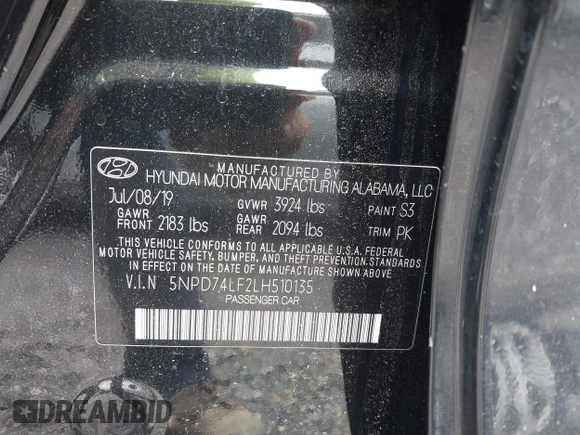 MANUFACTURED BY
HYUNDAI MOTOR MANUFACTURING ALABAMA, LLC
Jul/08/19 GVWR 3924 lbs PAINT S3
GAWR FRONT 2183 lbs GAWR REAR 2094 lbs TRIM PK
THIS VEHICLE CONFORMS TO ALL APPLICABLE U.S.A. FEDERAL
MOTOR VEHICLE SAFETY, BUMPER, AND THEFT PREVENTION STANDARDS
IN EFFECT ON THE DATE OF MANUFACTURE SHOWN ABOVE.
V.I.N 5NPD74LF2LH510135
PASSENGER CAR
DREAMBID